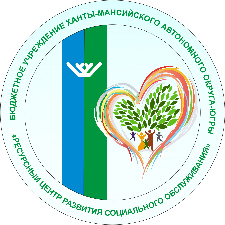 БЮДЖЕТНОЕ УЧРЕЖДЕНИЕ ХАНТЫ-МАНСИЙСКОГО АВТОНОМНОГО ОКРУГА-ЮГРЫ
«РЕСУРСНЫЙ ЦЕНТР РАЗВИТИЯ СОЦИАЛЬНОГО ОБСЛУЖИВАНИЯ»